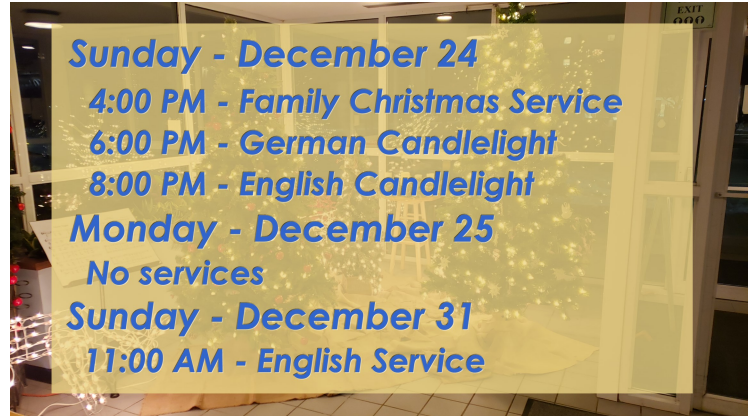 EXIT
Sunday - December 24
4:00 PM - Family Christmas Service
6:00 PM - German Candlelight
8:00 PM - English Candlelight
Monday - December 25
No services
Sunday - December 31
11:00 AM - English Service